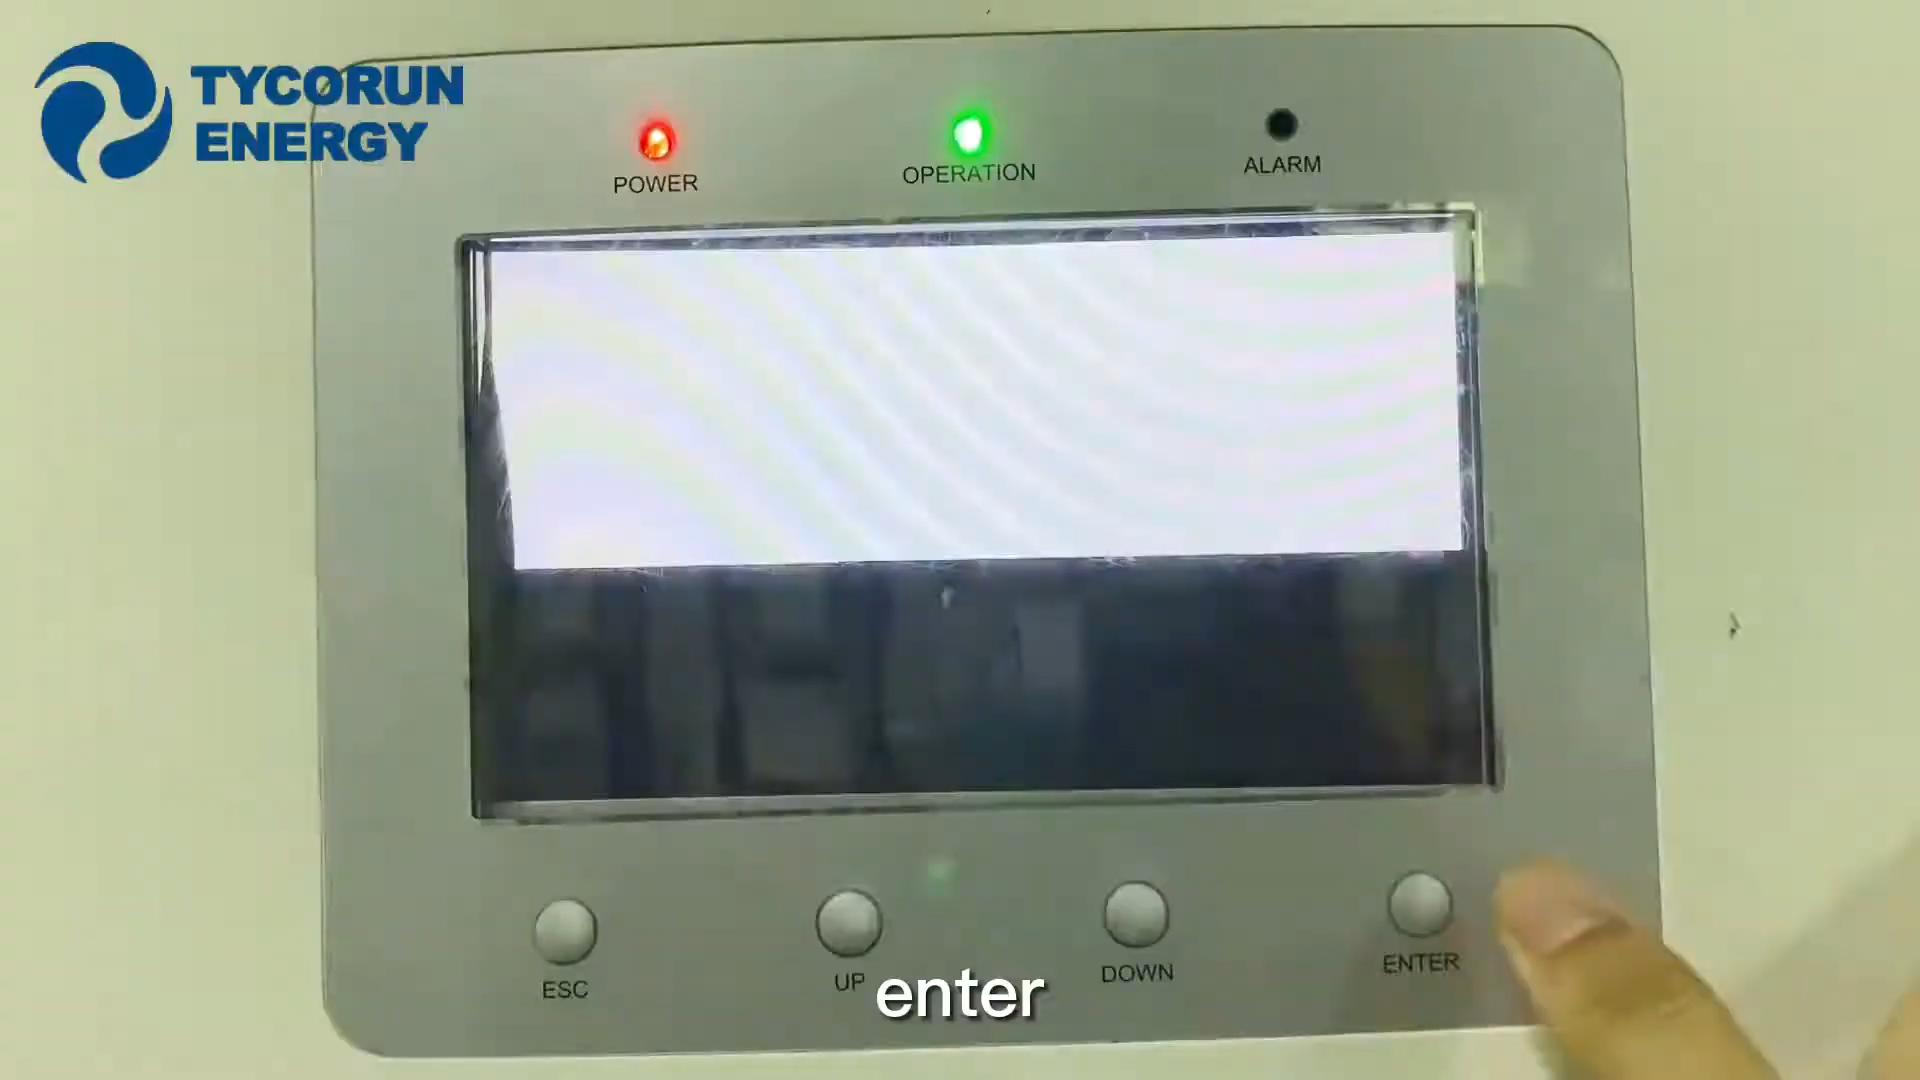 TYCORUN
ENERGY
POWER
OPERATION
ALARM
ESC
UP
DOWN
ENTER
enter